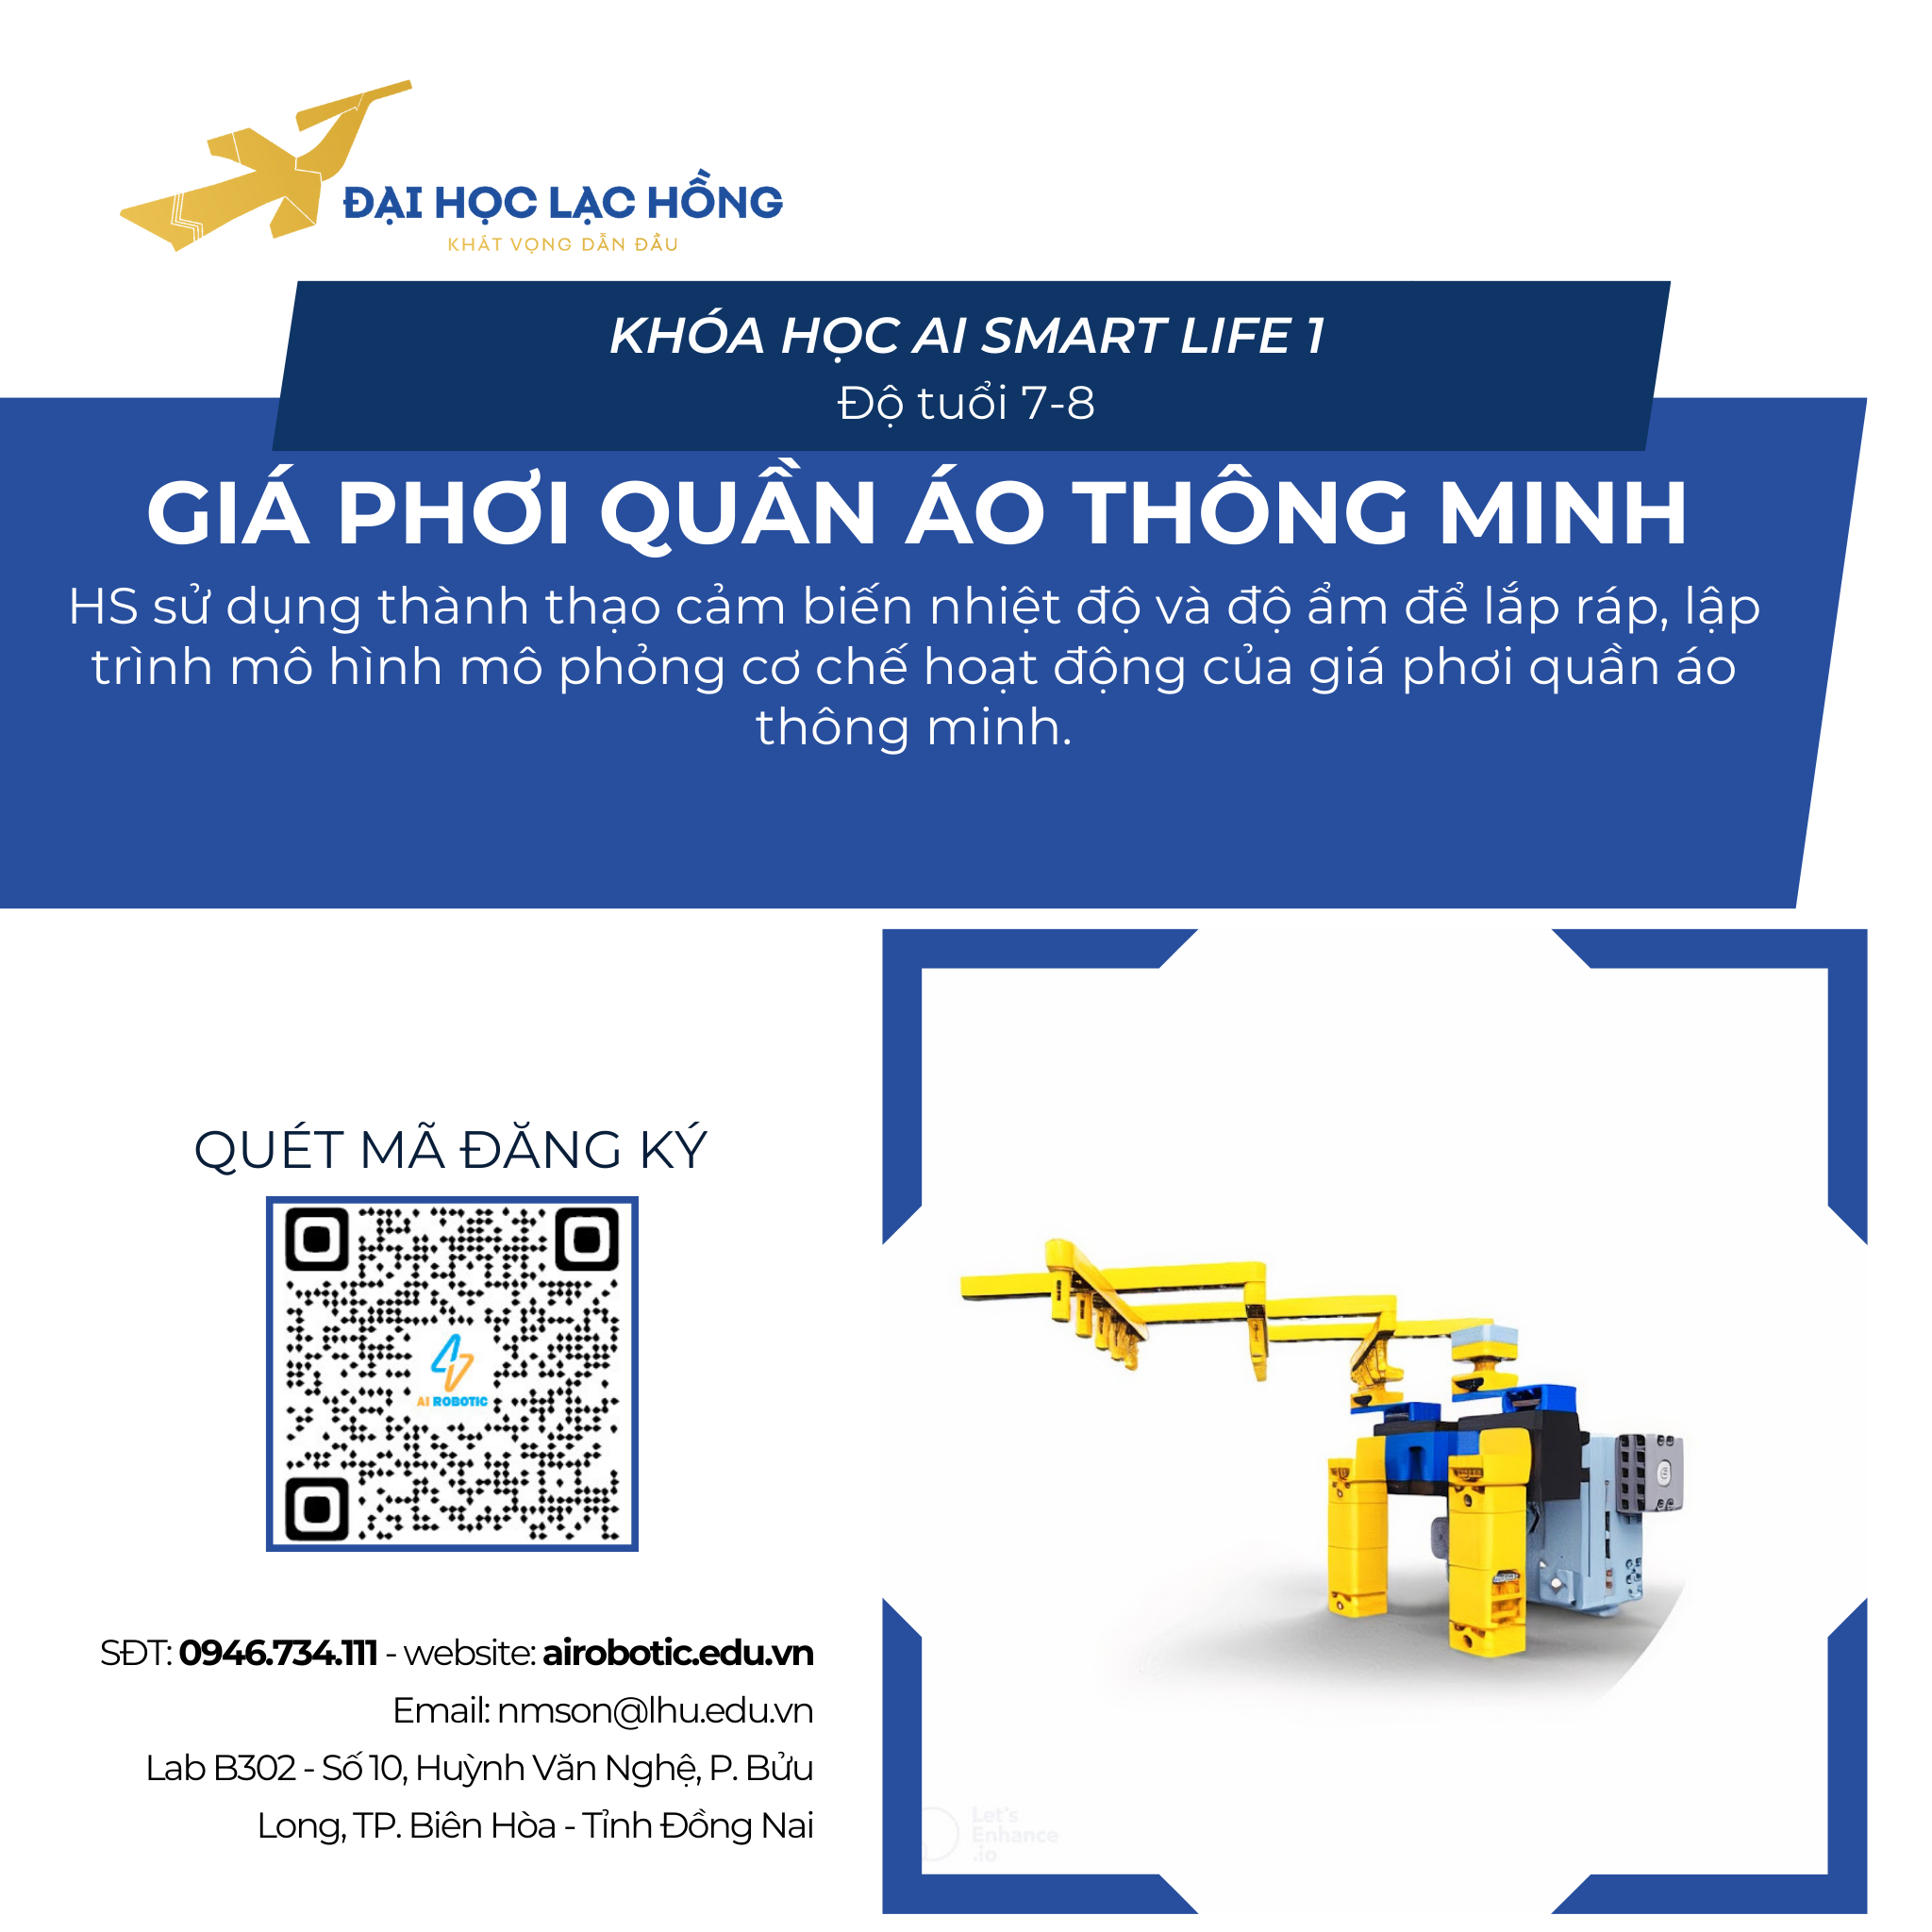 ĐẠI HỌC LẠC HỒNG
KHÁT VỌNG DẪN ĐẦU
KHÓA HỌC AI SMART LIFE 1
Độ tuổi 7-8
GIÁ PHƠI QUẦN ÁO THÔNG MINH
HS sử dụng thành thạo cảm biến nhiệt độ và độ ẩm để lắp ráp, lập
trình mô hình mô phỏng cơ chế hoạt động của giá phơi quần áo
thông minh.
QUÉT MÃ ĐĂNG KÝ
AI ROBOTIC
SĐT: 0946.734.111 - website: airobotic.edu.vn
Email: nmson@lhu.edu.vn
Lab B302 - Số 10, Huỳnh Văn Nghệ, P. Bửu
Long, TP. Biên Hòa - Tỉnh Đồng Nai
Let's
Enhance
.io